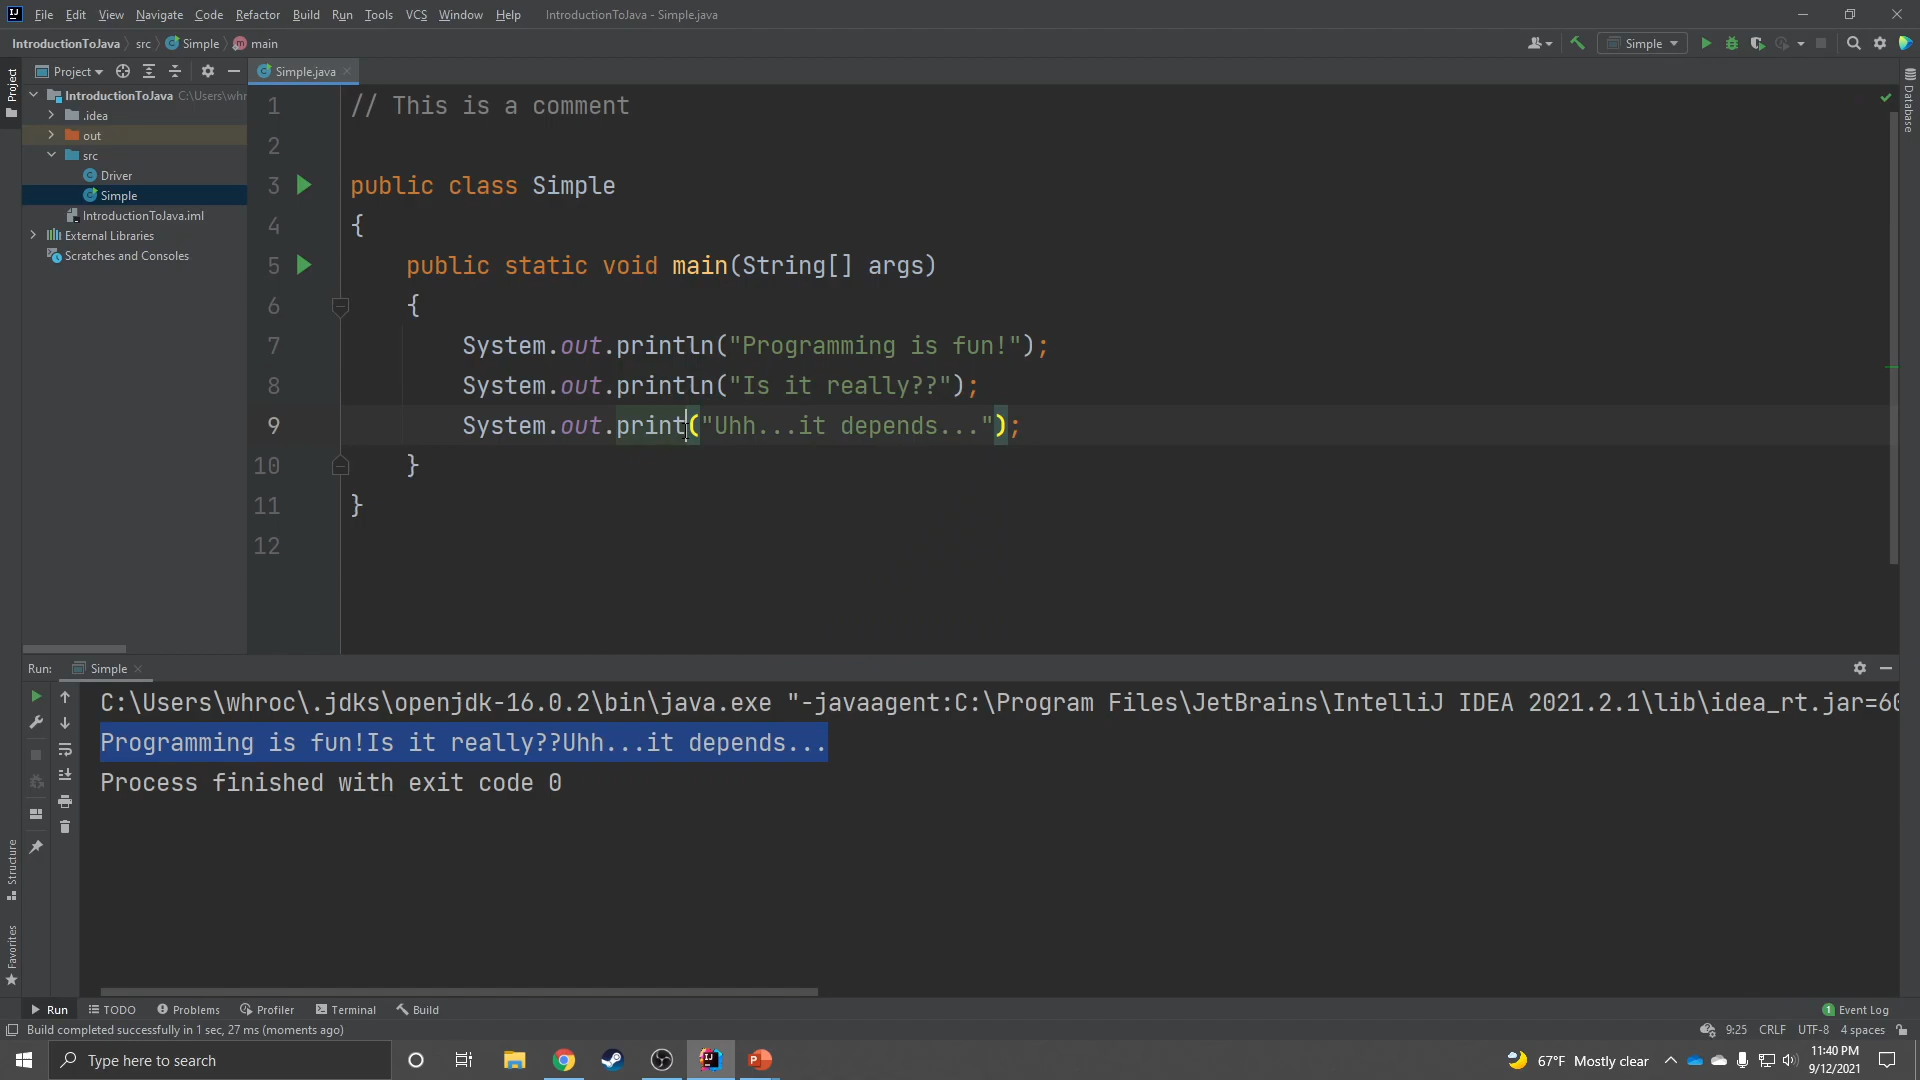 File Edit View Navigate Code Refactor Build Run Tools VCS Window Help IntroductionToJava - Simple.java
IntroductionToJava src Simple main
Simple
Project
Simple.java
Project
IntroductionToJava C:\Users\whr
.idea
out
src
Driver
Simple
IntroductionToJava.iml
External Libraries
Scratches and Consoles
Database
1 // This is a comment
2
3 public class Simple
4 {
5 public static void main(String[] args)
6 {
7 System.out.println("Programming is fun!");
8 System.out.println("Is it really??");
9 System.out.print("Uhh...it depends...");
10 }
11 }
12
Run: Simple
C:\Users\whroc\.jdks\openjdk-16.0.2\bin\java.exe "-javaagent:C:\Program Files\JetBrains\IntelliJ IDEA 2021.2.1\lib\idea_rt.jar=60
Programming is fun!Is it really??Uhh...it depends...
Process finished with exit code 0
Structure
Favorites
Run TODO Problems Profiler Terminal Build 1 Event Log
Build completed successfully in 1 sec, 27 ms (moments ago) 9:25 CRLF UTF-8 4 spaces
Type here to search
67°F Mostly clear
11:40 PM
9/12/2021